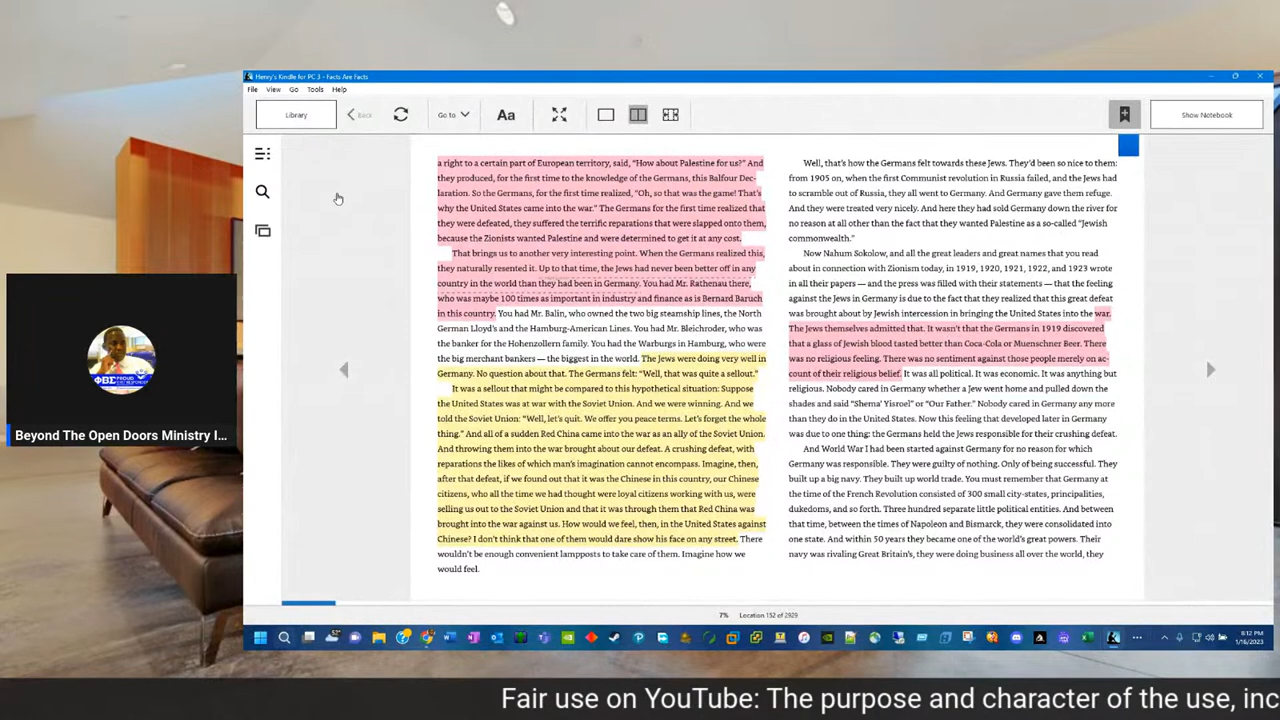 Henry's Kindle for PC 3 - Facts Are Facts
File View Go Tools Help
Library
Back
Go to
Aa
Show Notebook
a right to a certain part of European territory, said, “How about Palestine for us?” And
they produced, for the first time to the knowledge of the Germans, this Balfour Dec-
laration. So the Germans, for the first time realized, “Oh, so that was the game! That's
why the United States came into the war.” The Germans for the first time realized that
they were defeated, they suffered the terrific reparations that were slapped onto them,
because the Zionists wanted Palestine and were determined to get it at any cost.
That brings us to another very interesting point. When the Germans realized this,
they naturally resented it. Up to that time, the Jews had never been better off in any
country in the world than they had been in Germany. You had Mr. Rathenau there,
who was maybe 100 times as important in industry and finance as is Bernard Baruch
in this country. You had Mr. Balin, who owned the two big steamship lines, the North
German Lloyd's and the Hamburg-American Lines. You had Mr. Bleichroder, who was
the banker for the Hohenzollern family. You had the Warburgs in Hamburg, who were
the big merchant bankers — the biggest in the world. The Jews were doing very well in
Germany. No question about that. The Germans felt: “Well, that was quite a sellout.”
It was a sellout that might be compared to this hypothetical situation: Suppose
the United States was at war with the Soviet Union. And we were winning. And we
told the Soviet Union: “Well, let's quit. We offer you peace terms. Let's forget the whole
thing.” And all of a sudden Red China came into the war as an ally of the Soviet Union.
And throwing them into the war brought about our defeat. A crushing defeat, with
reparations the likes of which man's imagination cannot encompass. Imagine, then,
after that defeat, if we found out that it was the Chinese in this country, our Chinese
citizens, who all the time we had thought were loyal citizens working with us, were
selling us out to the Soviet Union and that it was through them that Red China was
brought into the war against us. How would we feel, then, in the United States against
Chinese? I don't think that one of them would dare show his face on any street. There
wouldn't be enough convenient lampposts to take care of them. Imagine how we
would feel.
Well, that's how the Germans felt towards these Jews. They'd been so nice to them:
from 1905 on, when the first Communist revolution in Russia failed, and the Jews had
to scramble out of Russia, they all went to Germany. And Germany gave them refuge.
And they were treated very nicely. And here they had sold Germany down the river for
no reason at all other than the fact that they wanted Palestine as a so-called “Jewish
commonwealth.”
Now Nahum Sokolow, and all the great leaders and great names that you read
about in connection with Zionism today, in 1919, 1920, 1921, 1922, and 1923 wrote
in all their papers — and the press was filled with their statements — that the feeling
against the Jews in Germany is due to the fact that they realized that this great defeat
was brought about by Jewish intercession in bringing the United States into the war.
The Jews themselves admitted that. It wasn't that the Germans in 1919 discovered
that a glass of Jewish blood tasted better than Coca-Cola or Muenschner Beer. There
was no religious feeling. There was no sentiment against those people merely on ac-
count of their religious belief. It was all political. It was economic. It was anything but
religious. Nobody cared in Germany whether a Jew went home and pulled down the
shades and said “Shema' Yisroel” or “Our Father.” Nobody cared in Germany any more
than they do in the United States. Now this feeling that developed later in Germany
was due to one thing: the Germans held the Jews responsible for their crushing defeat.
And World War I had been started against Germany for no reason for which
Germany was responsible. They were guilty of nothing. Only of being successful. They
built up a big navy. They built up world trade. You must remember that Germany at
the time of the French Revolution consisted of 300 small city-states, principalities,
dukedoms, and so forth. Three hundred separate little political entities. And between
that time, between the times of Napoleon and Bismarck, they were consolidated into
one state. And within 50 years they became one of the world's great powers. Their
navy was rivaling Great Britain's, they were doing business all over the world, they
7% Location 152 of 2929
Beyond The Open Doors Ministry I...
8:12 PM
1/16/2023
Fair use on YouTube: The purpose and character of the use, inc